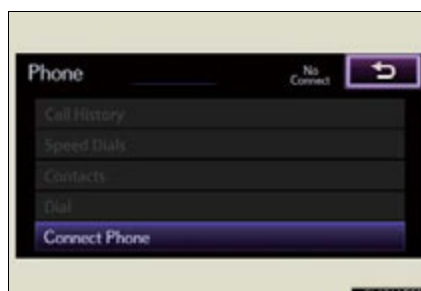 Phone
No
Connect
Call History
Speed Dials
Contacts
Dial
Connect Phone